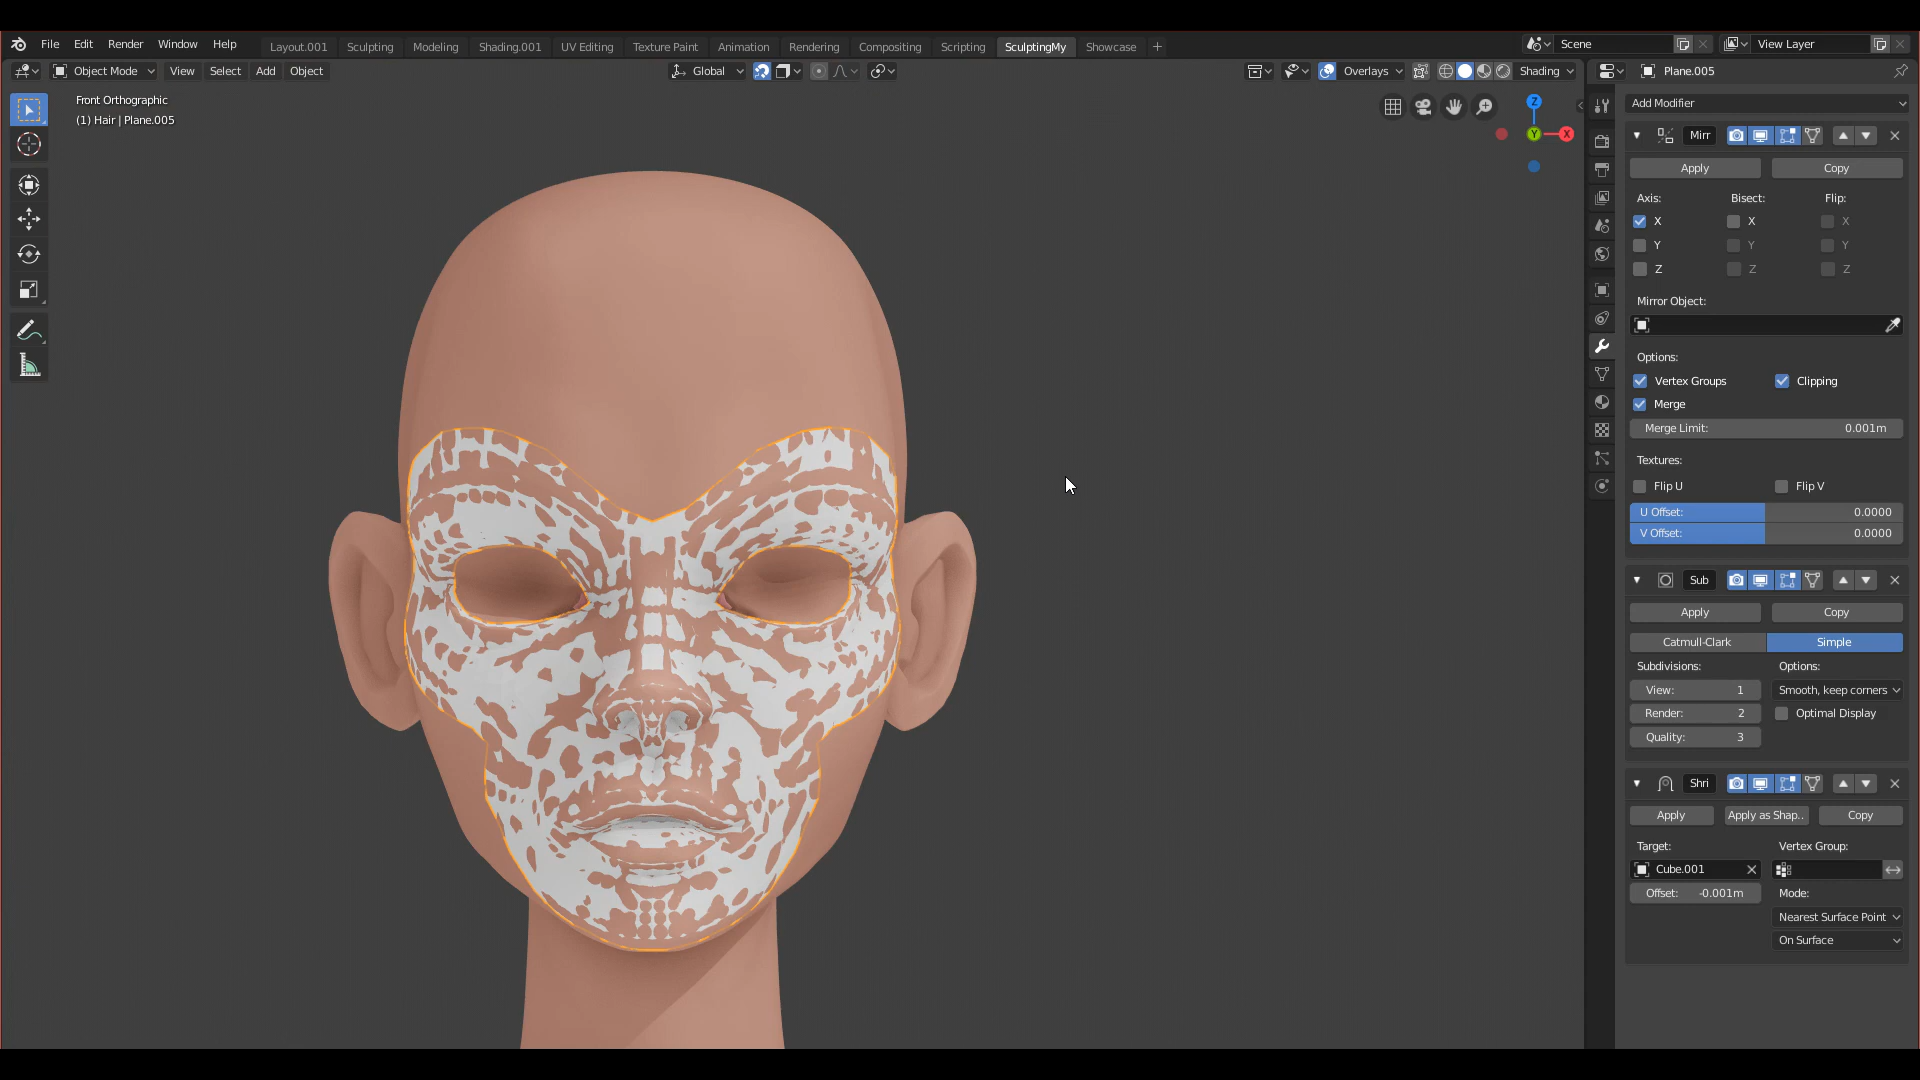 File Edit Render Window Help Layout.001 Sculpting Modeling Shading.001 UV Editing Texture Paint Animation Rendering Compositing Scripting SculptingMy Showcase + Scene View Layer
Object Mode View Select Add Object Global Overlays Shading Plane.005
Front Orthographic
(1) Hair | Plane.005
Z
Y
X
Add Modifier
Mirr
Apply Copy
Axis: Bisect: Flip:
X X X
Y Y Y
Z Z Z
Mirror Object:
Options:
Vertex Groups Clipping
Merge
Merge Limit: 0.001m
Textures:
Flip U Flip V
U Offset: 0.0000
V Offset: 0.0000
Sub
Apply Copy
Catmull-Clark Simple
Subdivisions: Options:
View: 1 Smooth, keep corners
Render: 2 Optimal Display
Quality: 3
Shri
Apply Apply as Shap.. Copy
Target: Vertex Group:
Cube.001
Offset: -0.001m Mode:
Nearest Surface Point
On Surface